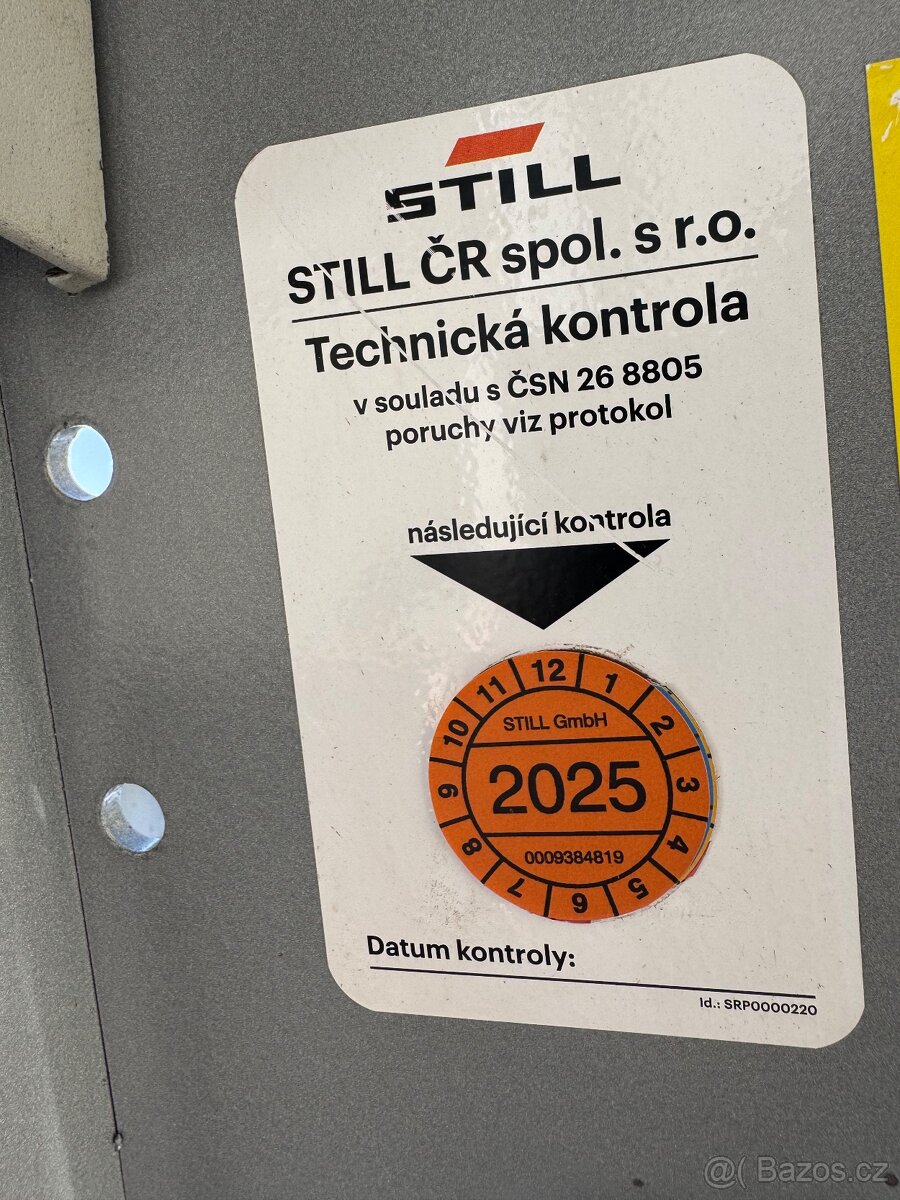 STILL
STILL ČR spol. s r.o.
Technická kontrola
v souladu s ČSN 26 8805
poruchy viz protokol
následující kontrola
12
1
2
3
4
5
6
7
8
9
10
11
STILL GmbH
2025
0009384819
Datum kontroly:
Id.: SRP0000220
@( Bazos.cz